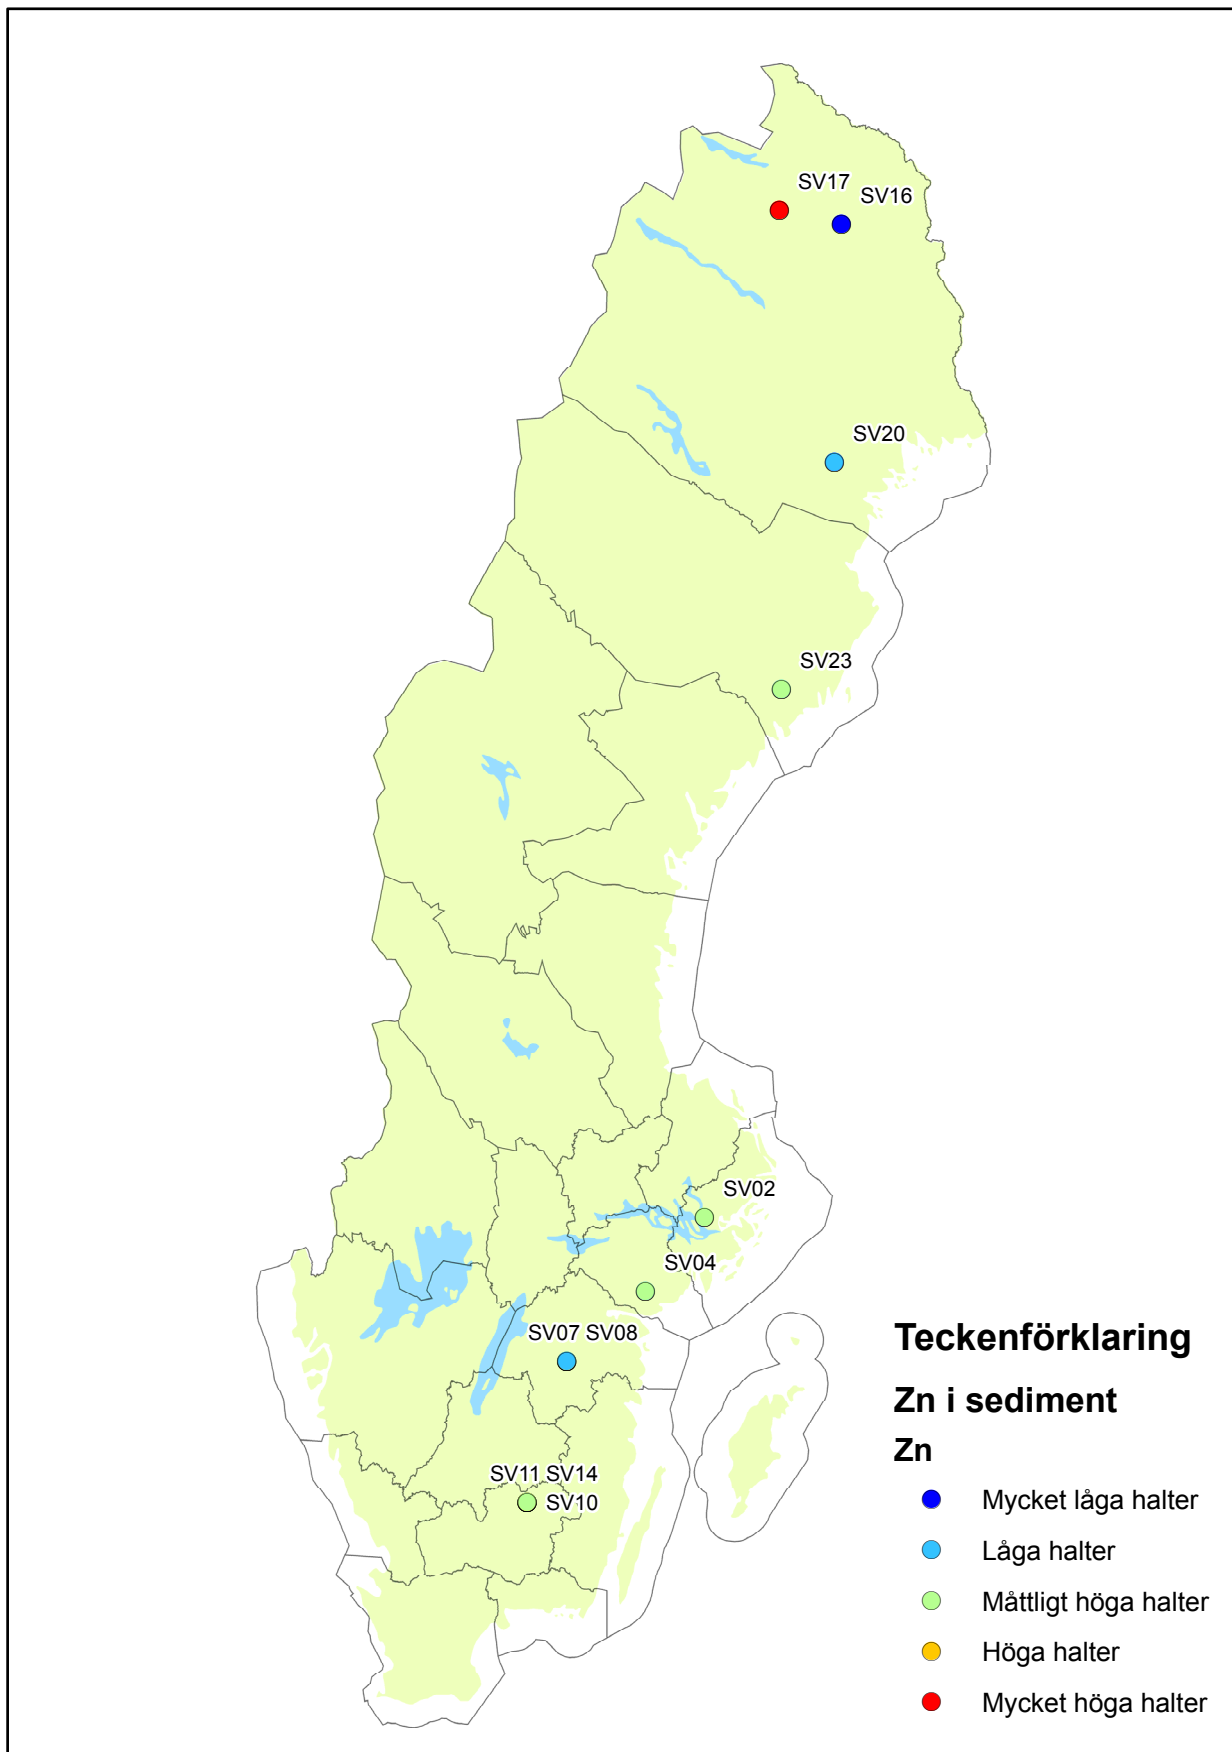 SV17
SV16
SV20
SV23
SV02
SV04
SV07 SV08
SV11 SV14
SV10
Teckenförklaring
Zn i sediment
Zn
Mycket låga halter
Låga halter
Måttligt höga halter
Höga halter
Mycket höga halter